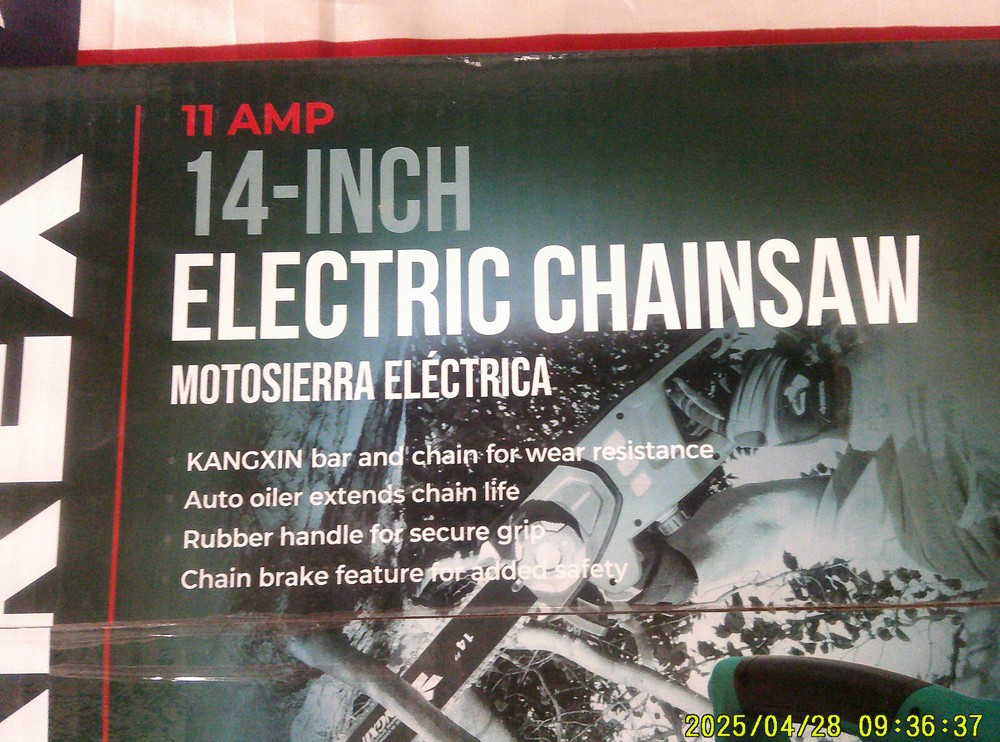 11 AMP
14-INCH
ELECTRIC CHAINSAW
MOTOSIERRA ELÉCTRICA
KANGXIN bar and chain for wear resistance
Auto oiler extends chain life
Rubber handle for secure grip
Chain brake feature for added safety
14"
2025/04/28 09:36:37